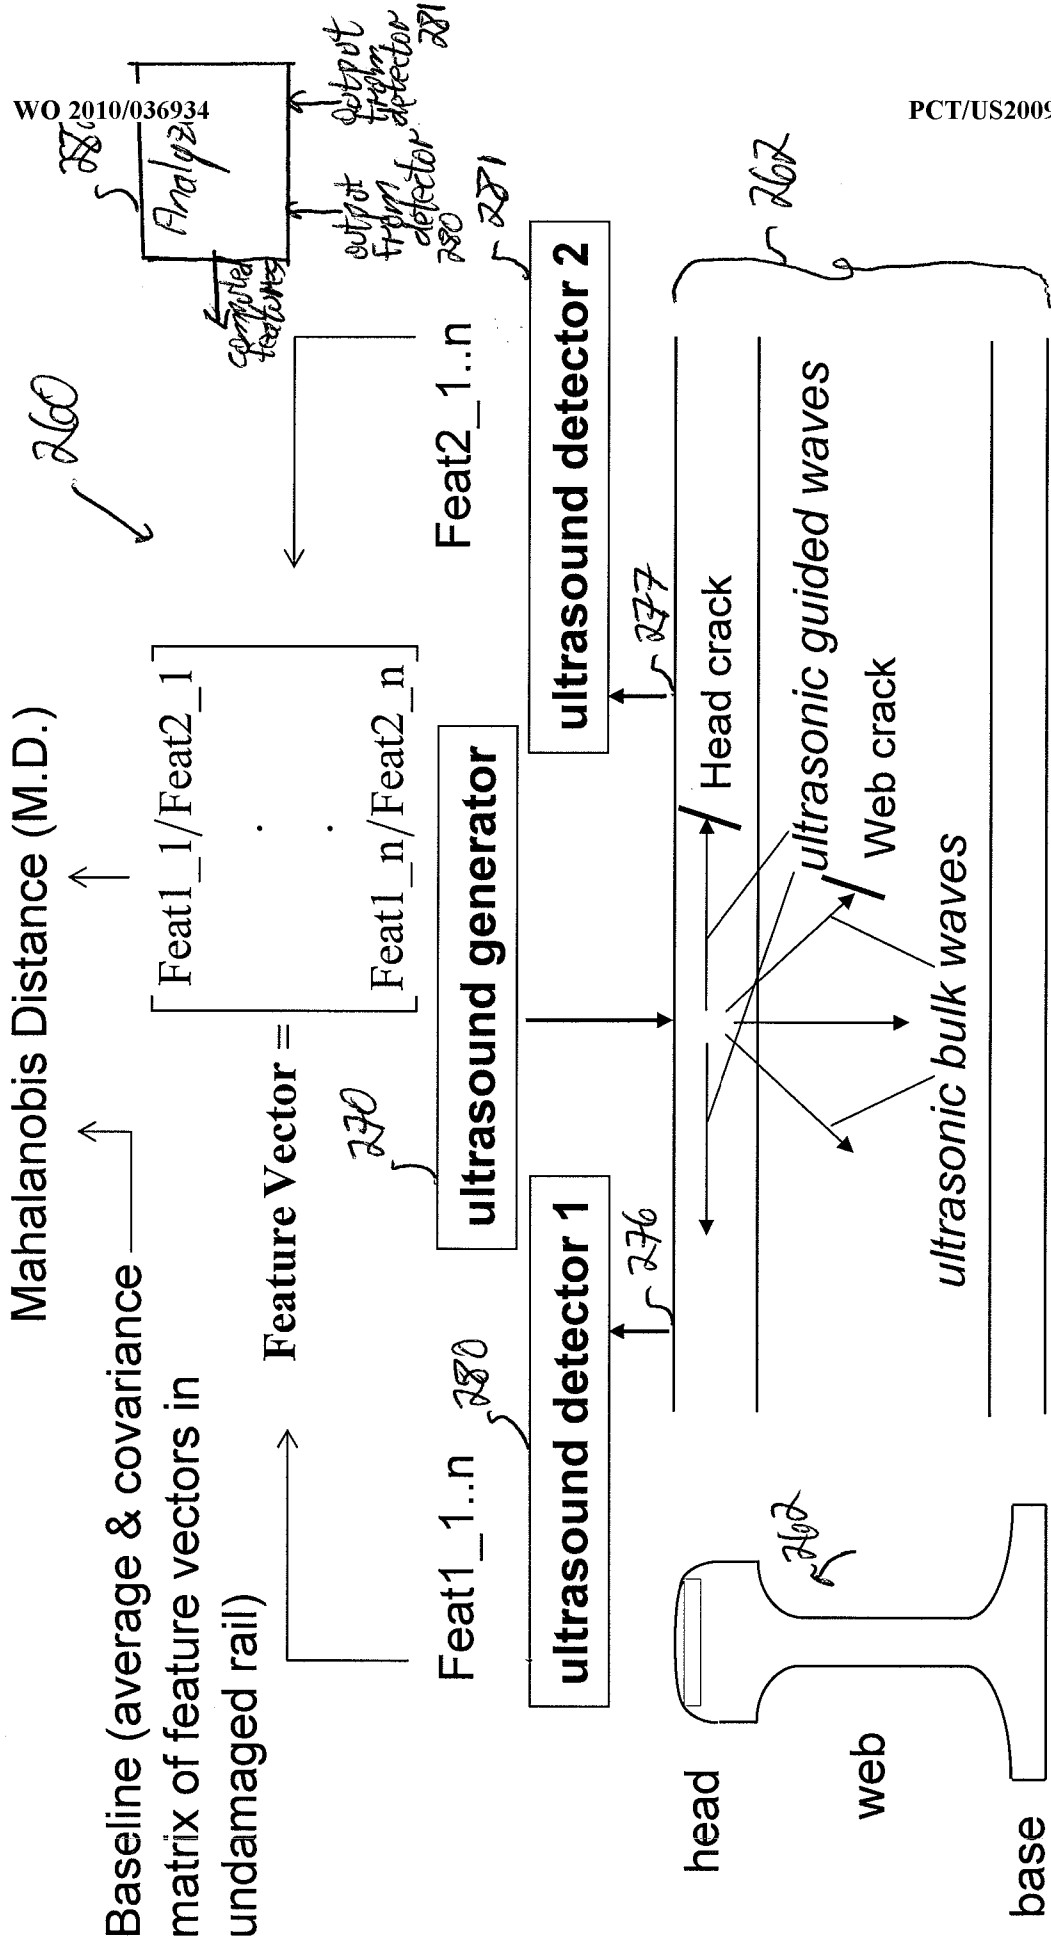 WO 2010/036934
PCT/US2009
Mahalanobis Distance (M.D.)
Baseline (average & covariance
matrix of feature vectors in
undamaged rail)
Feature Vector =
Feat1_1/Feat2_1
.
.
Feat1_n/Feat2_n
260
computed
features
output
from
detector
280
output
from
detector
281
Feat1_1..n
Feat2_1..n
270
ultrasound generator
280
ultrasound detector 1
281
ultrasound detector 2
276
277
262
Head crack
ultrasonic guided waves
Web crack
ultrasonic bulk waves
head
262
web
base